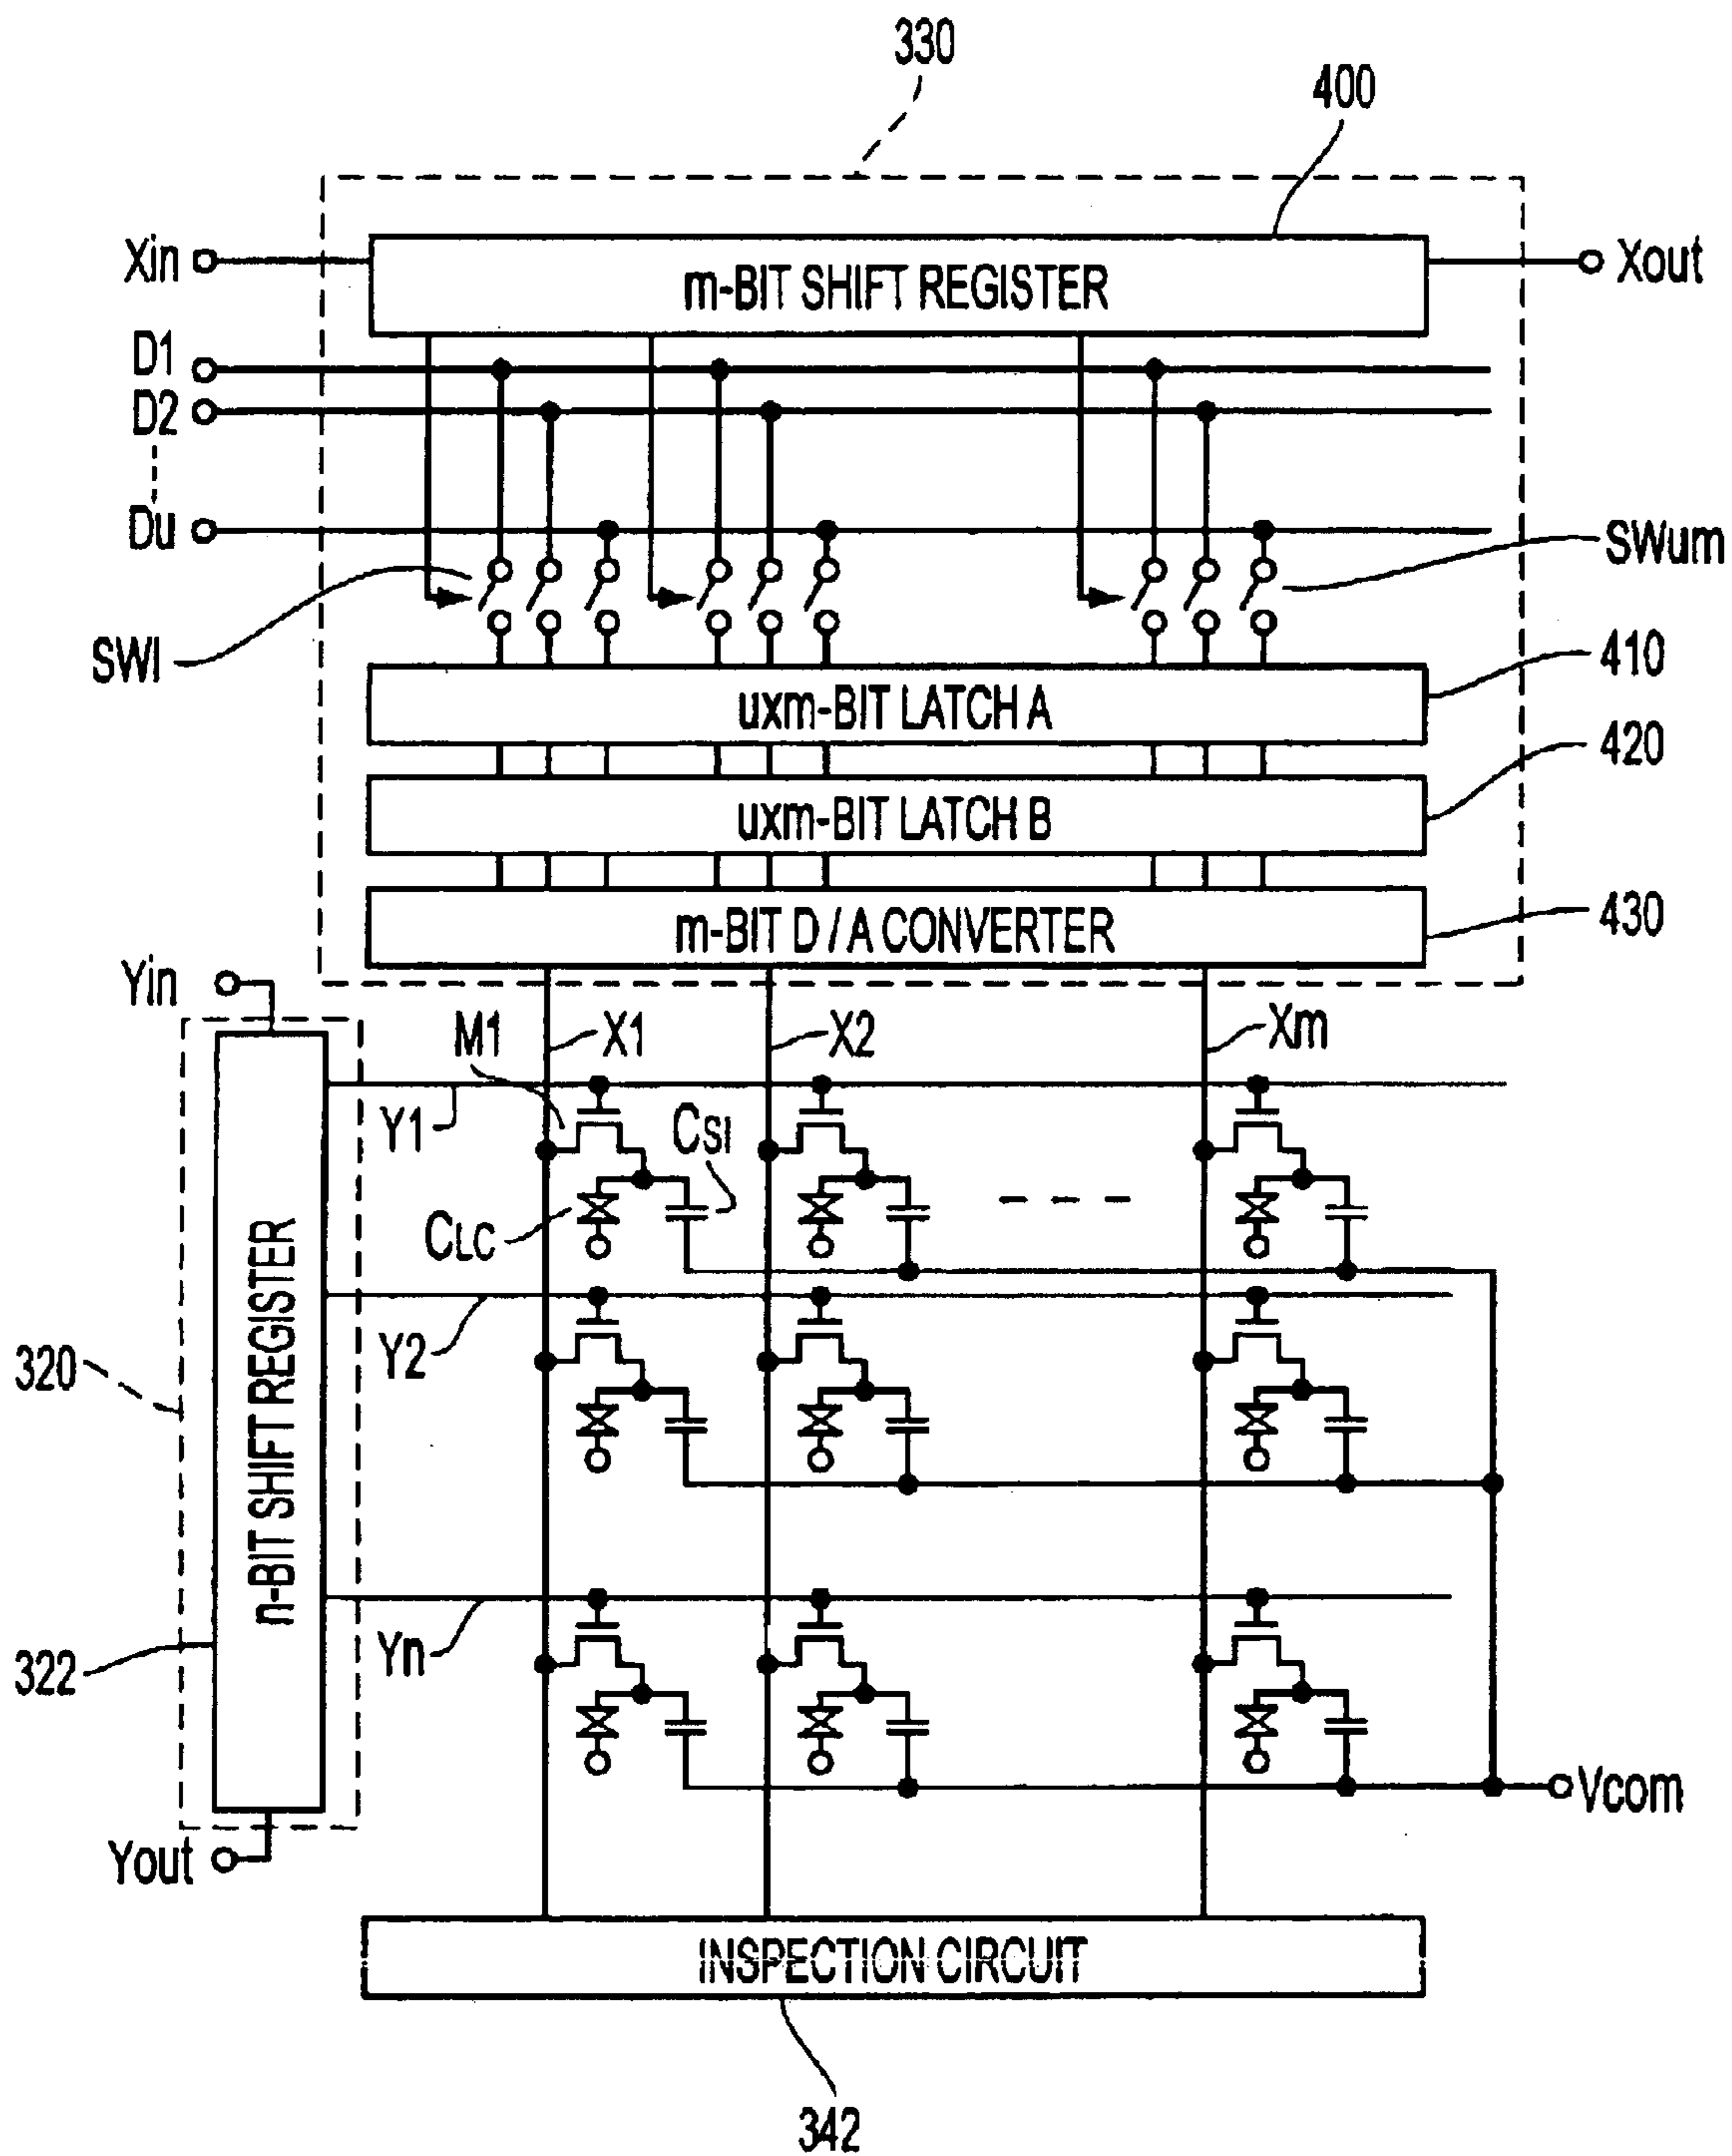 330
400
Xin
m-BIT SHIFT REGISTER
Xout
D1
D2
Du
SWum
SWI
410
uxm-BIT LATCH A
420
uxm-BIT LATCH B
430
m-BIT D / A CONVERTER
Yin
M1
X1
X2
Xm
Y1
CSI
CLC
n-BIT SHIFT REGISTER
Y2
320
322
Yn
Vcom
Yout
INSPECTION CIRCUIT
342